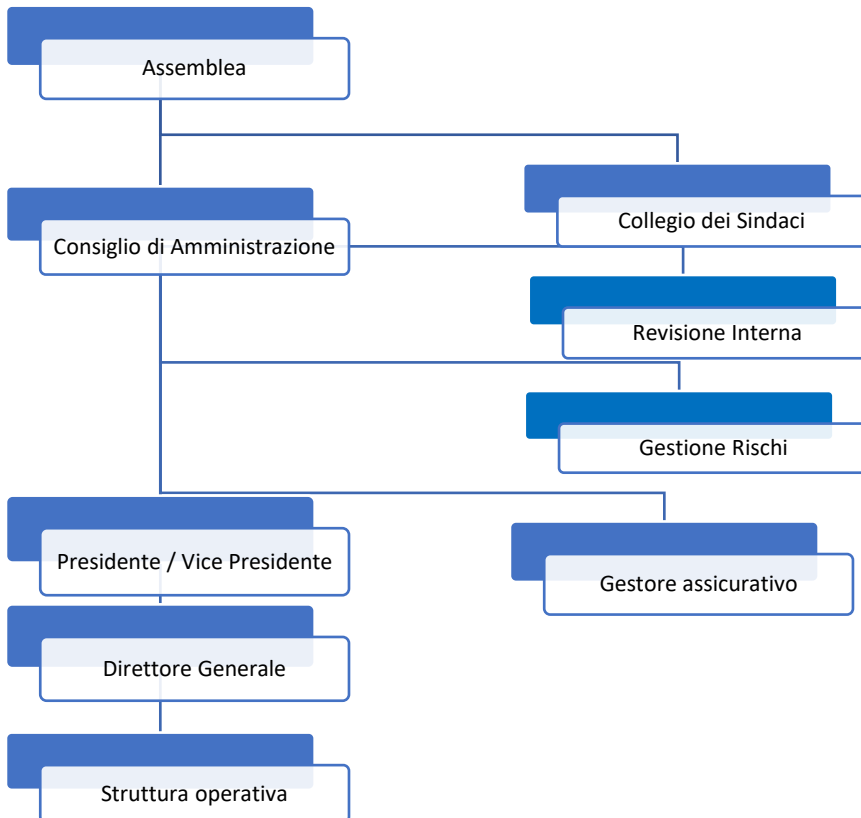 Assemblea
Collegio dei Sindaci
Consiglio di Amministrazione
Revisione Interna
Gestione Rischi
Presidente / Vice Presidente
Gestore assicurativo
Direttore Generale
Struttura operativa